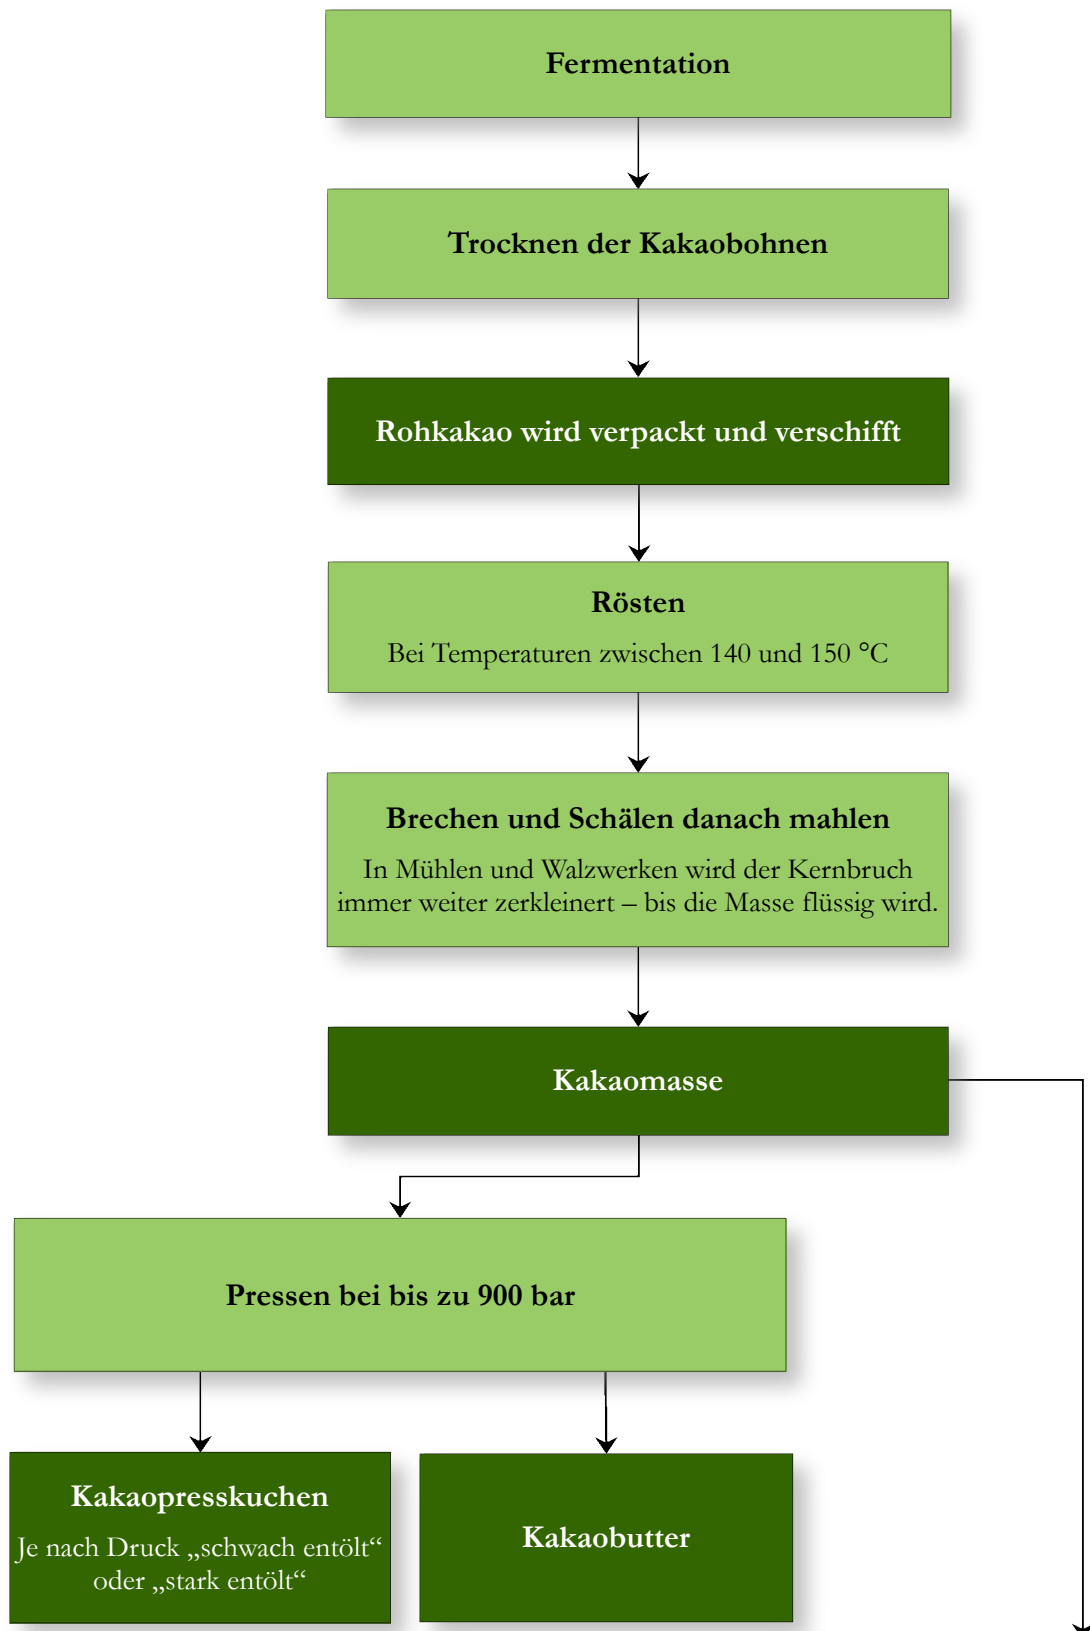 Fermentation
Trocknen der Kakaobohnen
Rohkakao wird verpackt und verschifft
Rösten
Bei Temperaturen zwischen 140 und 150 °C
Brechen und Schälen danach mahlen
In Mühlen und Walzwerken wird der Kernbruch
immer weiter zerkleinert – bis die Masse flüssig wird.
Kakaomasse
Pressen bei bis zu 900 bar
Kakaopresskuchen
Je nach Druck „schwach entölt“
oder „stark entölt“
Kakaobutter